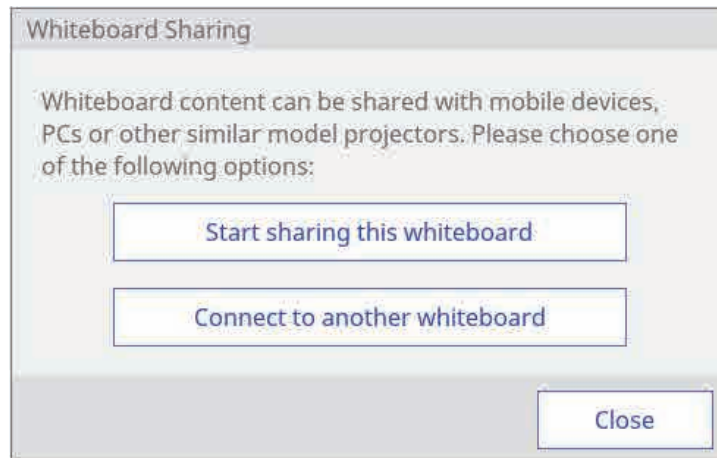 Whiteboard Sharing
Whiteboard content can be shared with mobile devices,
PCs or other similar model projectors. Please choose one
of the following options:
Start sharing this whiteboard
Connect to another whiteboard
Close